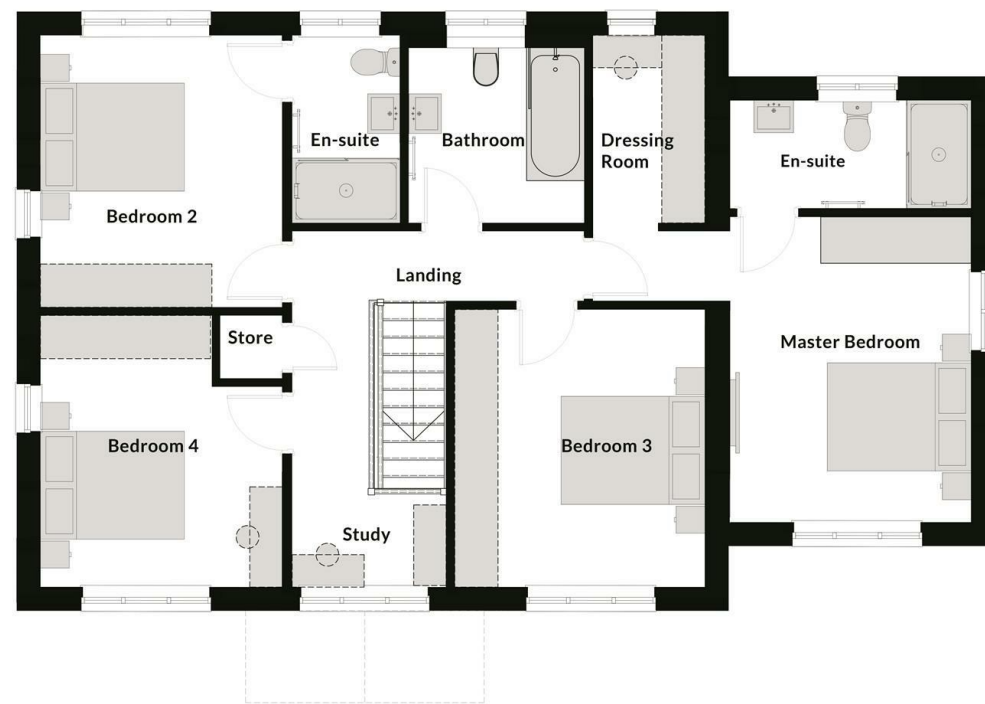 En-suite
Bathroom
Dressing
Room
En-suite
Bedroom 2
Landing
Store
Master Bedroom
Bedroom 4
Bedroom 3
Study